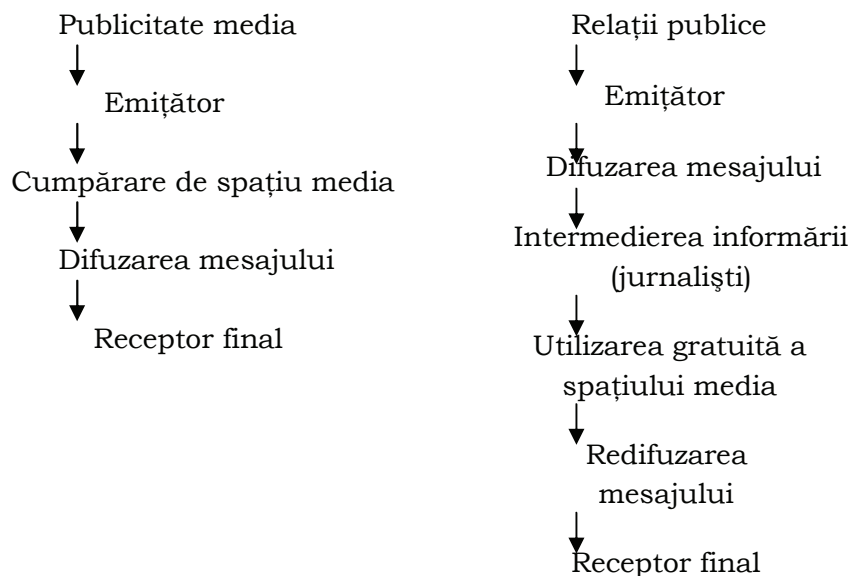 Publicitate media
Emițător
Cumpărare de spațiu media
Difuzarea mesajului
Receptor final
Relații publice
Emițător
Difuzarea mesajului
Intermedierea informării
(jurnalişti)
Utilizarea gratuită a
spațiului media
Redifuzarea
mesajului
Receptor final